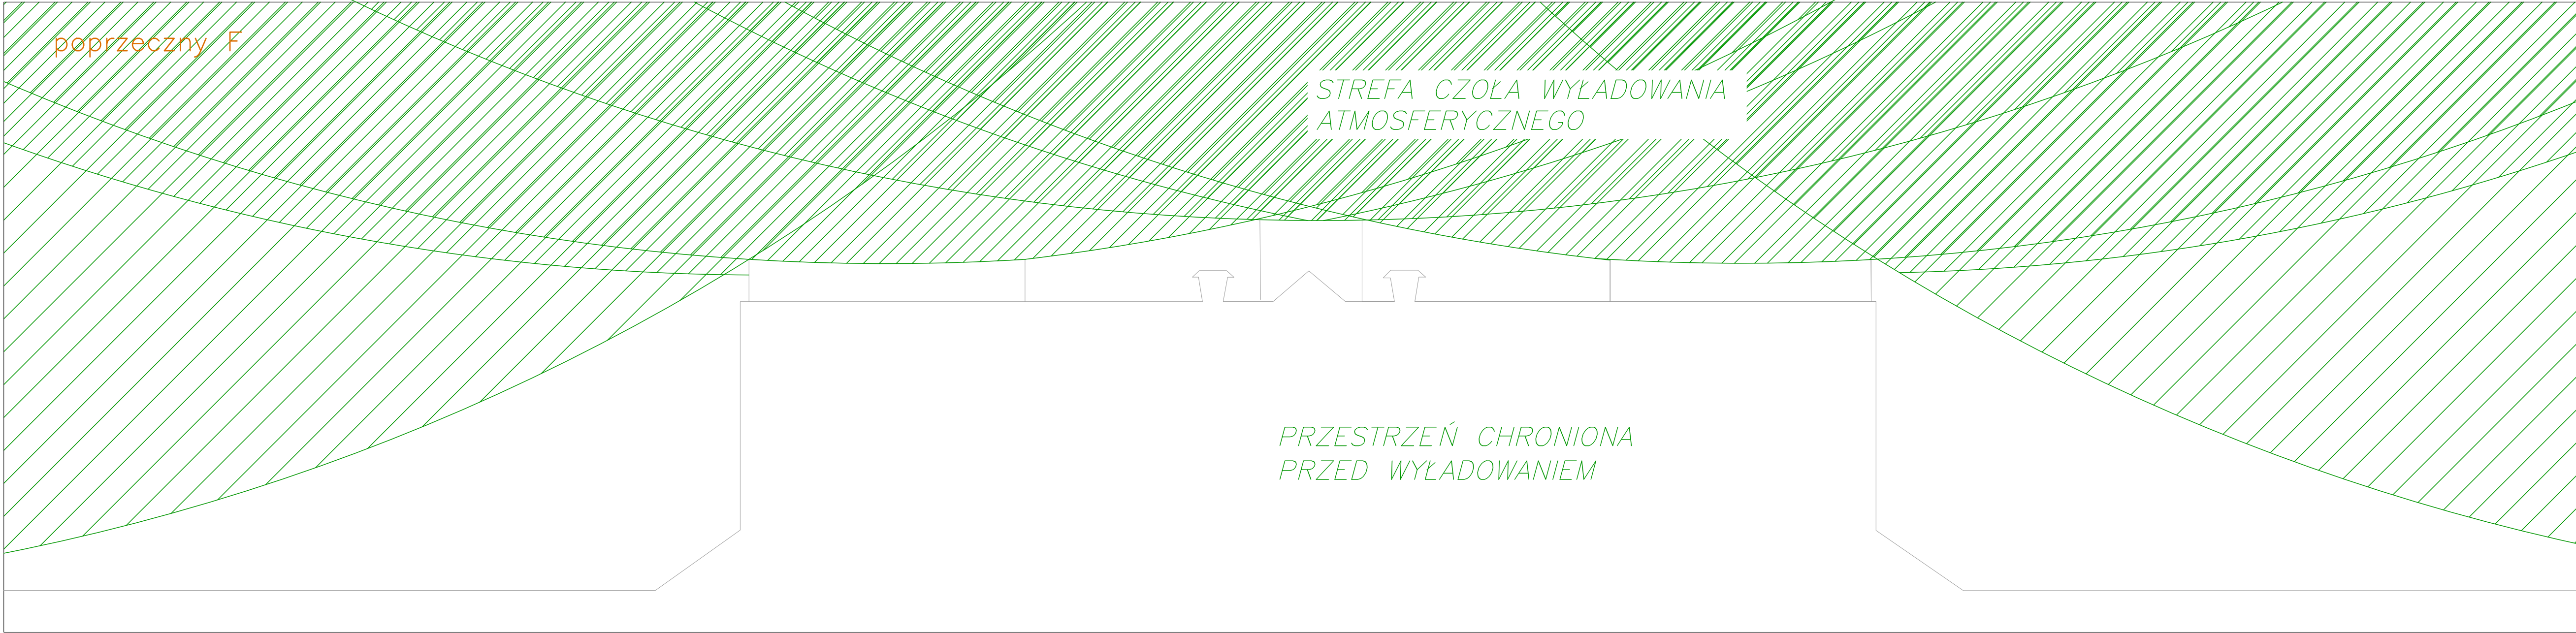 poprzeczny F
STREFA CZOŁA WYŁADOWANIA
ATMOSFERYCZNEGO
PRZESTRZEŃ CHRONIONA
PRZED WYŁADOWANIEM